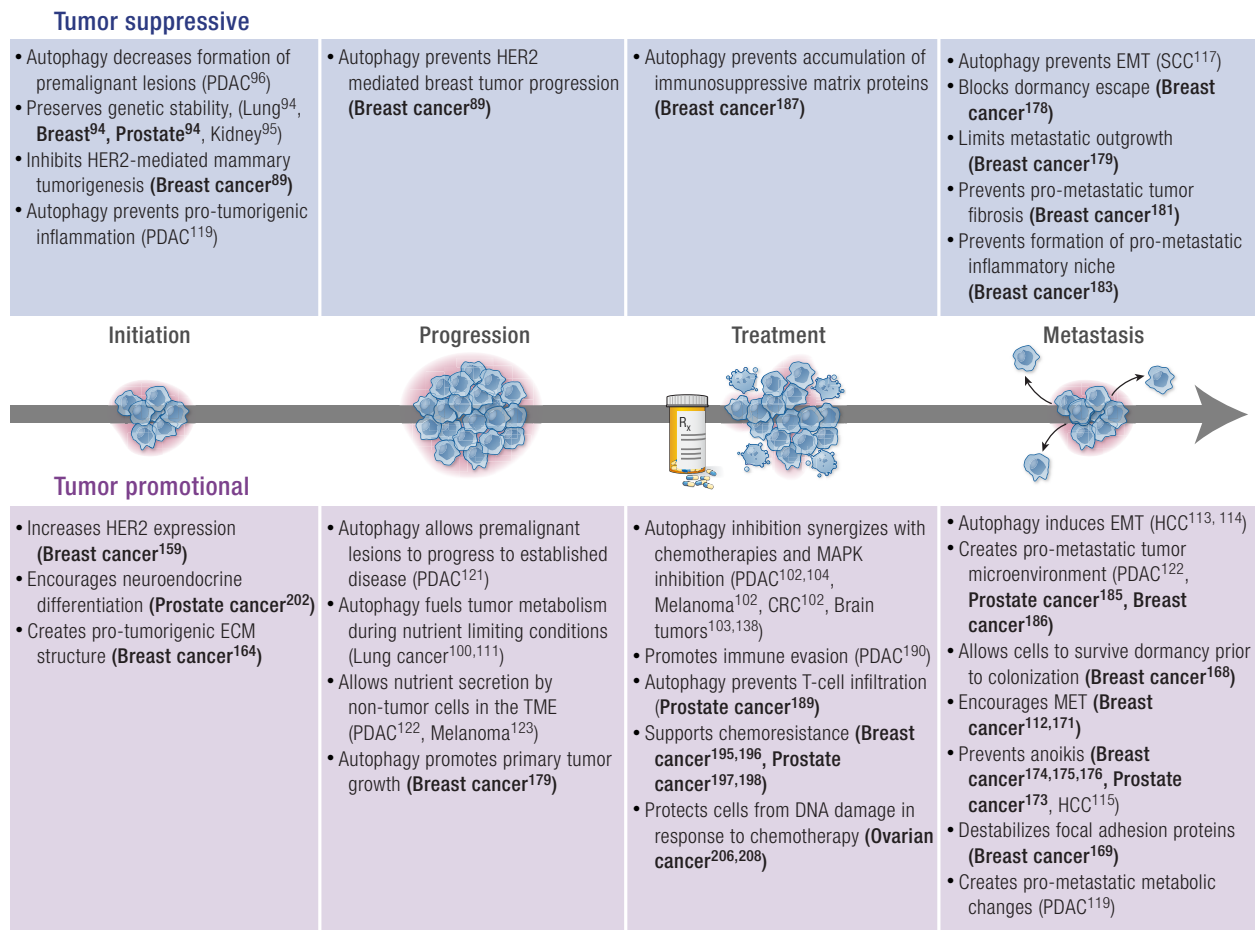 Tumor suppressive
• Autophagy decreases formation of
premalignant lesions (PDAC96)
• Preserves genetic stability, (Lung94,
Breast94, Prostate94, Kidney95)
• Inhibits HER2-mediated mammary
tumorigenesis (Breast cancer89)
• Autophagy prevents pro-tumorigenic
inflammation (PDAC119)
• Autophagy prevents HER2
mediated breast tumor progression
(Breast cancer89)
• Autophagy prevents accumulation of
immunosuppressive matrix proteins
(Breast cancer187)
• Autophagy prevents EMT (SCC117)
• Blocks dormancy escape (Breast
cancer178)
• Limits metastatic outgrowth
(Breast cancer179)
• Prevents pro-metastatic tumor
fibrosis (Breast cancer181)
• Prevents formation of pro-metastatic
inflammatory niche
(Breast cancer183)
Initiation
Progression
Treatment
Metastasis
Rx
Tumor promotional
• Increases HER2 expression
(Breast cancer159)
• Encourages neuroendocrine
differentiation (Prostate cancer202)
• Creates pro-tumorigenic ECM
structure (Breast cancer164)
• Autophagy allows premalignant
lesions to progress to established
disease (PDAC121)
• Autophagy fuels tumor metabolism
during nutrient limiting conditions
(Lung cancer100,111)
• Allows nutrient secretion by
non-tumor cells in the TME
(PDAC122, Melanoma123)
• Autophagy promotes primary tumor
growth (Breast cancer179)
• Autophagy inhibition synergizes with
chemotherapies and MAPK
inhibition (PDAC102,104,
Melanoma102, CRC102, Brain
tumors103,138)
• Promotes immune evasion (PDAC190)
• Autophagy prevents T-cell infiltration
(Prostate cancer189)
• Supports chemoresistance (Breast
cancer195,196, Prostate
cancer197,198)
• Protects cells from DNA damage in
response to chemotherapy (Ovarian
cancer206,208)
• Autophagy induces EMT (HCC113, 114)
• Creates pro-metastatic tumor
microenvironment (PDAC122,
Prostate cancer185, Breast
cancer186)
• Allows cells to survive dormancy prior
to colonization (Breast cancer168)
• Encourages MET (Breast
cancer112,171)
• Prevents anoikis (Breast
cancer174,175,176, Prostate
cancer173, HCC115)
• Destabilizes focal adhesion proteins
(Breast cancer169)
• Creates pro-metastatic metabolic
changes (PDAC119)